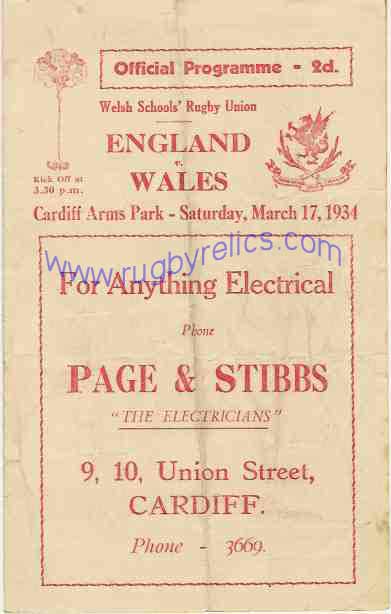 Official Programme - 2d.
Welsh Schools' Rugby Union
ENGLAND
v.
WALES
Kick Off at
3.30 p.m.
Cardiff Arms Park - Saturday, March 17, 1934
www.rugbyrelics.com
For Anything Electrical
Phone
PAGE & STIBBS
"THE ELECTRICIANS"
9, 10, Union Street,
CARDIFF.
Phone - 3669.